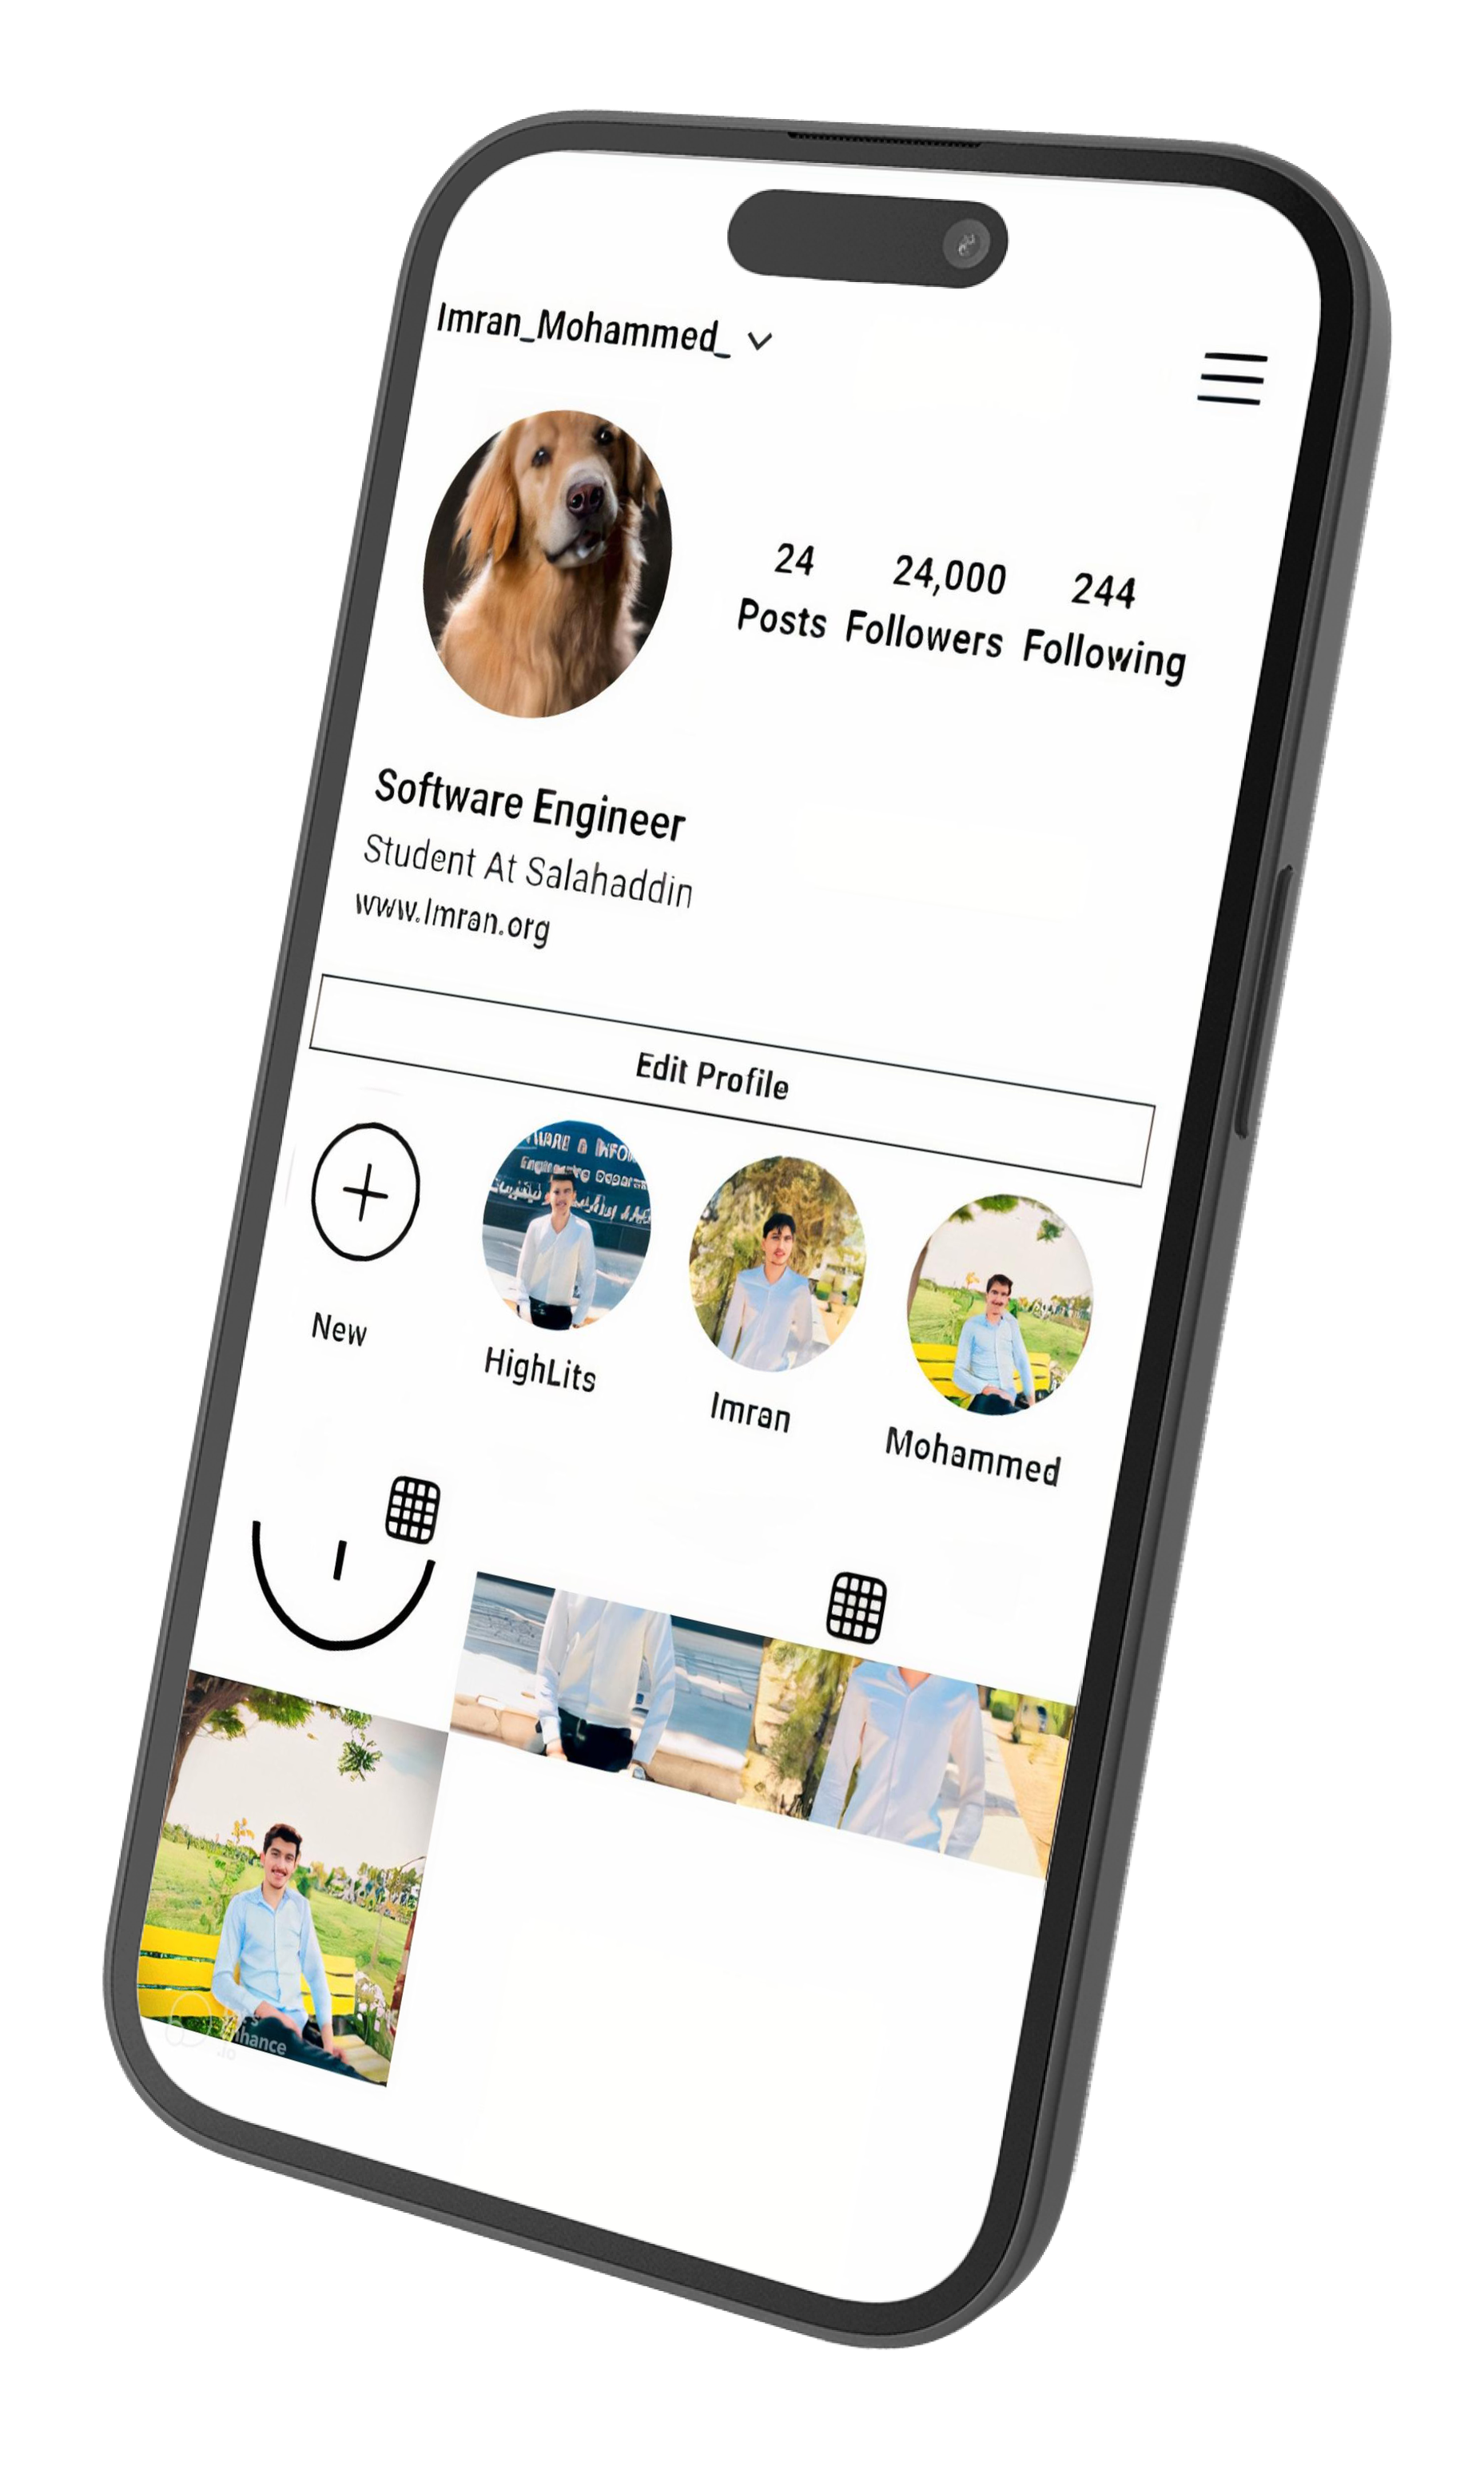 Imran_Mohammed_
24 24,000 244
Posts Followers Following
Software Engineer
Student At Salahaddin
www.Imran.org
Edit Profile
New HighLits Imran Mohammed